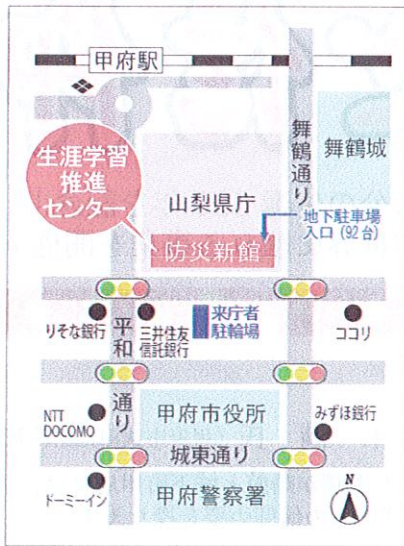 甲府駅
舞鶴通り
舞鶴城
生涯学習
推進
センター
山梨県庁
地下駐車場
入口(92台)
防災新館
りそな銀行
平和
通り
三井住友
信託銀行
来庁者
駐輪場
ココリ
NTT
DOCOMO
甲府市役所
みずほ銀行
城東通り
ドーミーイン
甲府警察署
N